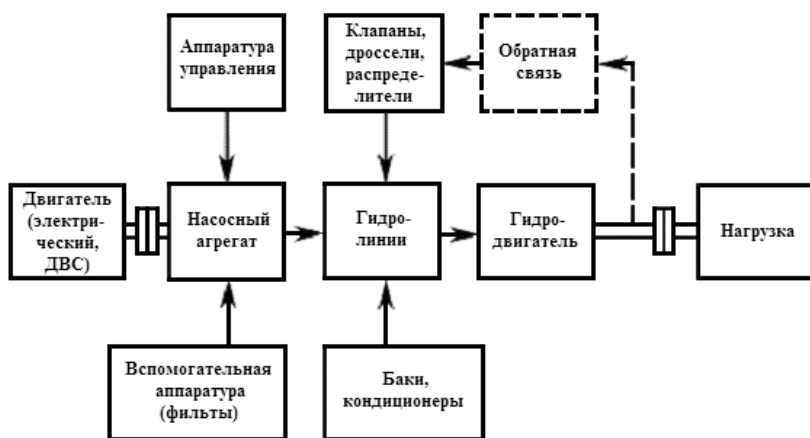 Аппаратура
управления
Клапаны,
дроссели,
распреде-
лители
Обратная
связь
Двигатель
(электри-
ческий,
ДВС)
Насосный
агрегат
Гидро-
линии
Гидро-
двигатель
Нагрузка
Вспомогательная
аппаратура
(фильты)
Баки,
кондиционеры